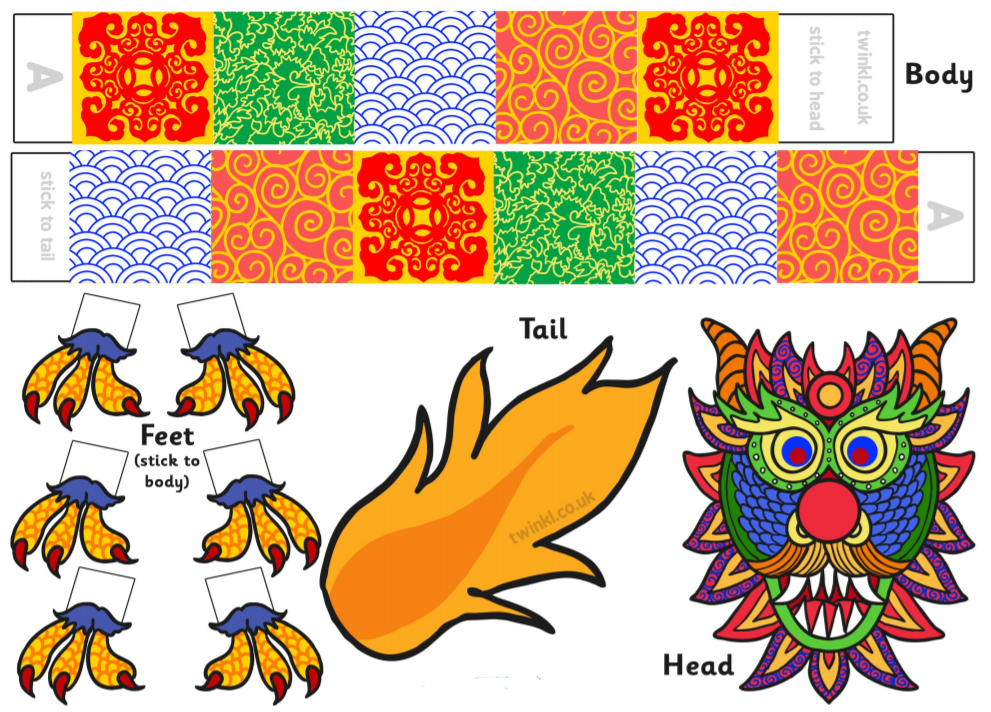 A
stick to head
twinkl.co.uk
Body
stick to tail
A
Tail
Feet
(stick to
body)
twinkl.co.uk
Head